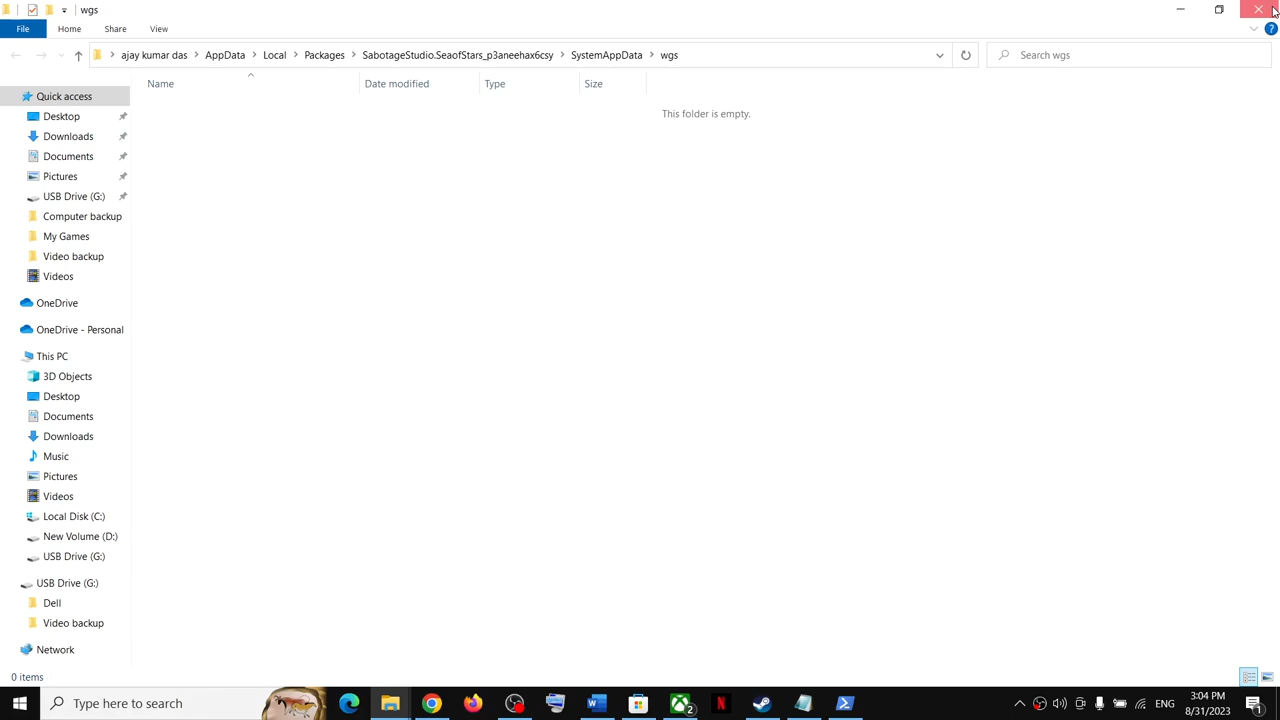 wgs
File Home Share View
ajay kumar das AppData Local Packages SabotageStudio.SeaofStars_p3aneehax6csy SystemAppData wgs
Search wgs
Name Date modified Type Size
This folder is empty.
Quick access
Desktop
Downloads
Documents
Pictures
USB Drive (G:)
Computer backup
My Games
Video backup
Videos
OneDrive
OneDrive - Personal
This PC
3D Objects
Desktop
Documents
Downloads
Music
Pictures
Videos
Local Disk (C:)
New Volume (D:)
USB Drive (G:)
USB Drive (G:)
Dell
Video backup
Network
0 items
Type here to search
2
N
ENG
3:04 PM
8/31/2023
1